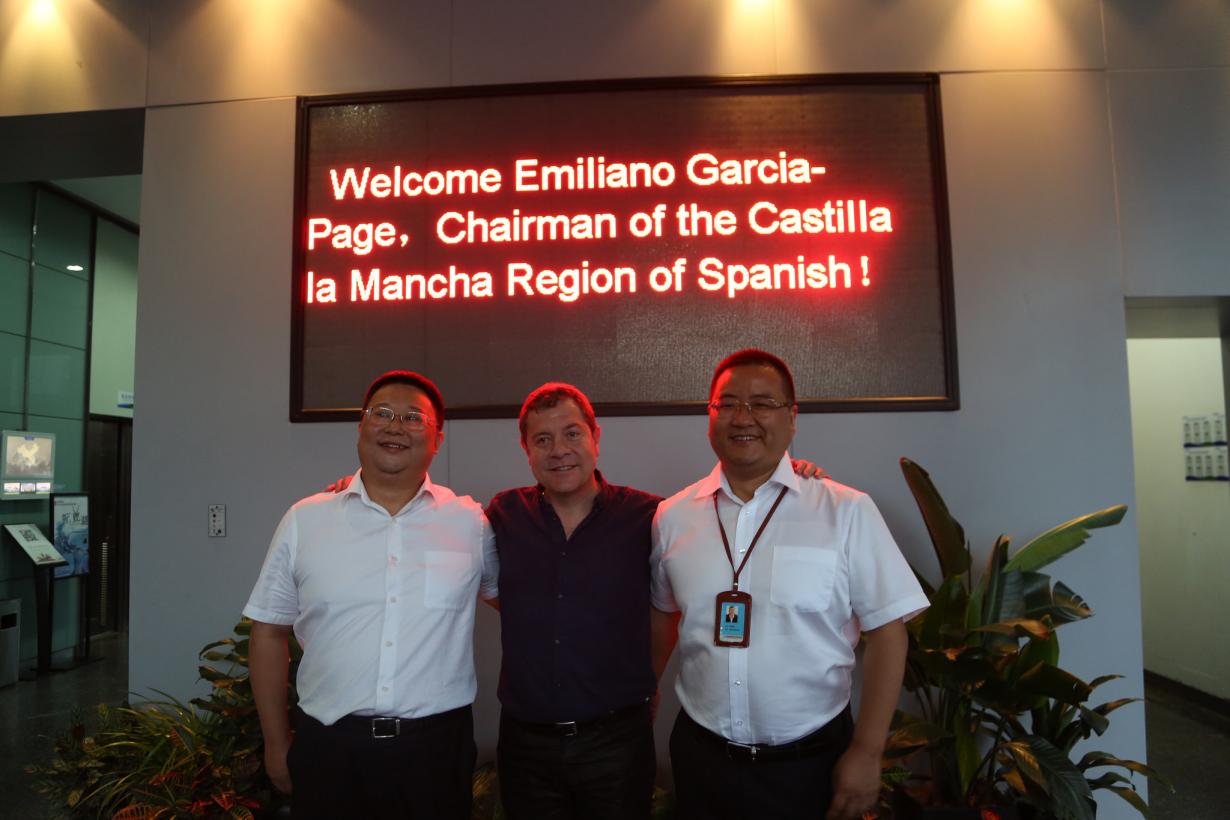 Welcome Emiliano Garcia-
Page，Chairman of the Castilla
la Mancha Region of Spanish！